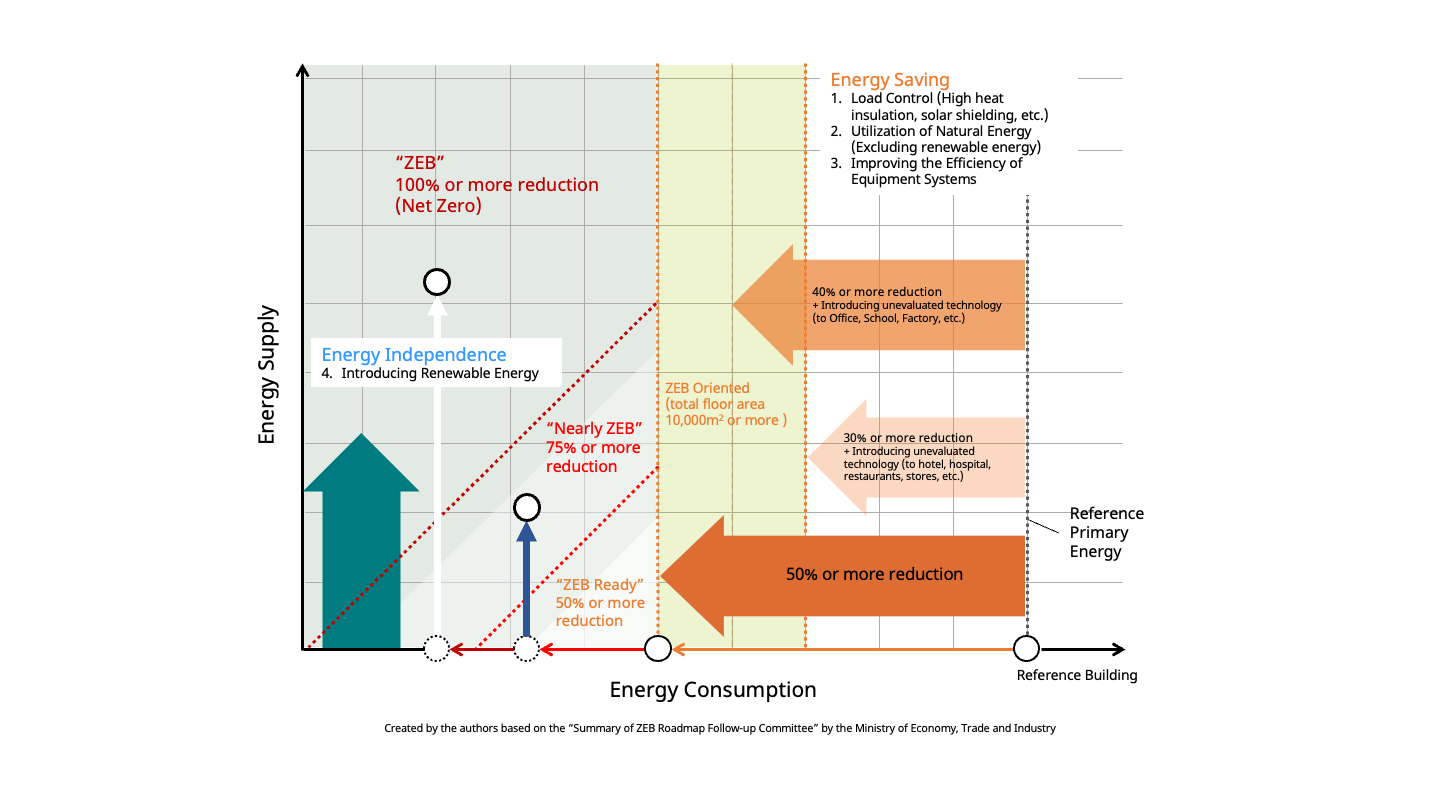 Energy Saving
1. Load Control (High heat
insulation, solar shielding, etc.)
2. Utilization of Natural Energy
(Excluding renewable energy)
3. Improving the Efficiency of
Equipment Systems
“ZEB”
100% or more reduction
(Net Zero)
40% or more reduction
+ Introducing unevaluated technology
(to Office, School, Factory, etc.)
Energy Supply
Energy Independence
4. Introducing Renewable Energy
ZEB Oriented
(total floor area
10,000m² or more )
“Nearly ZEB”
75% or more
reduction
30% or more reduction
+ Introducing unevaluated
technology (to hotel, hospital,
restaurants, stores, etc.)
Reference
Primary
Energy
50% or more reduction
“ZEB Ready”
50% or more
reduction
Reference Building
Energy Consumption
Created by the authors based on the “Summary of ZEB Roadmap Follow-up Committee” by the Ministry of Economy, Trade and Industry